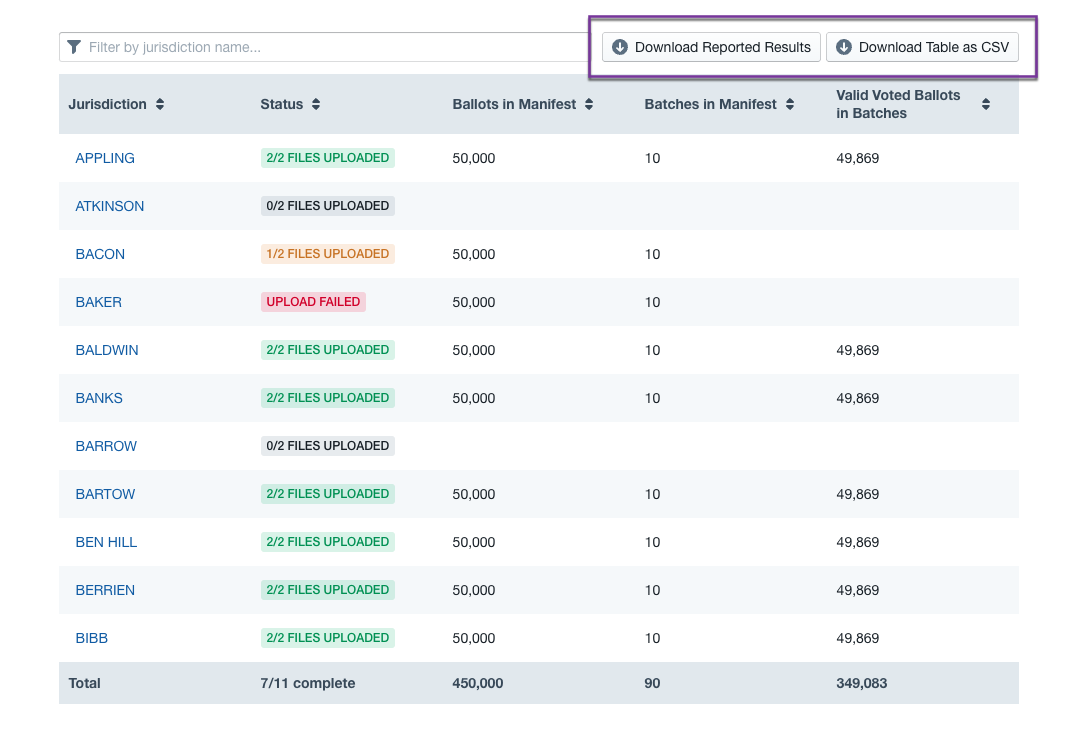 Filter by jurisdiction name... Download Reported Results Download Table as CSV
Jurisdiction Status Ballots in Manifest Batches in Manifest Valid Voted Ballots in Batches
APPLING 2/2 FILES UPLOADED 50,000 10 49,869
ATKINSON 0/2 FILES UPLOADED
BACON 1/2 FILES UPLOADED 50,000 10
BAKER UPLOAD FAILED 50,000 10
BALDWIN 2/2 FILES UPLOADED 50,000 10 49,869
BANKS 2/2 FILES UPLOADED 50,000 10 49,869
BARROW 0/2 FILES UPLOADED
BARTOW 2/2 FILES UPLOADED 50,000 10 49,869
BEN HILL 2/2 FILES UPLOADED 50,000 10 49,869
BERRIEN 2/2 FILES UPLOADED 50,000 10 49,869
BIBB 2/2 FILES UPLOADED 50,000 10 49,869
Total 7/11 complete 450,000 90 349,083